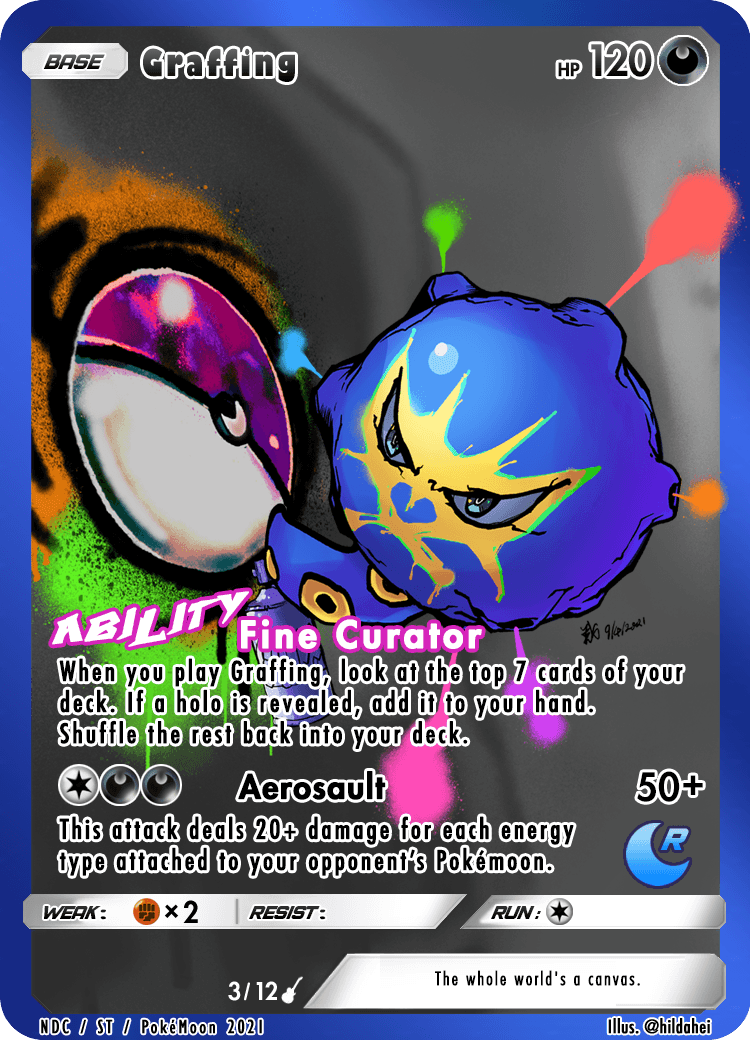 BASE Graffing HP 120
9/10/2021
ABILITY Fine Curator
When you play Graffing, look at the top 7 cards of your
deck. If a holo is revealed, add it to your hand.
Shuffle the rest back into your deck.
Aerosault 50+
This attack deals 20+ damage for each energy
type attached to your opponent's Pokémoon.
R
WEAK: ×2 RESIST: RUN:
3/12
The whole world's a canvas.
NDC / ST / PokéMoon 2021 Illus. @hildahei